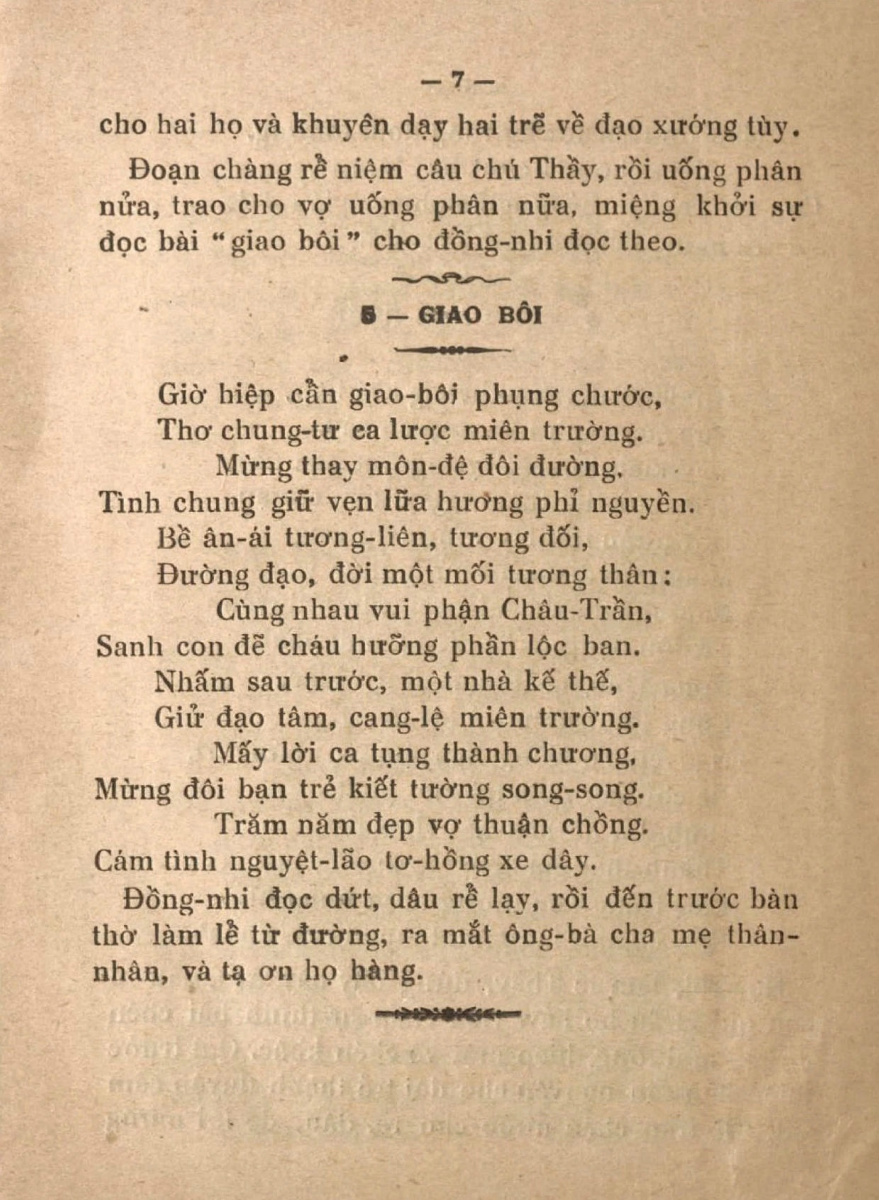 — 7 —
cho hai họ và khuyên dạy hai trẽ về đạo xướng tùy.
Đoạn chàng rể niệm câu chú Thầy, rồi uống phân
nửa, trao cho vợ uống phân nữa, miệng khởi sự
đọc bài “giao bôi” cho đồng-nhi đọc theo.
5 — GIAO BÔI
Giờ hiệp cần giao-bôi phụng chước,
Thơ chung-tư ca lược miên trường.
Mừng thay môn-đệ đôi đường,
Tình chung giữ vẹn lữa hương phỉ nguyền.
Bề ân-ái tương-liên, tương đối,
Đường đạo, đời một mối tương thân:
Cùng nhau vui phận Châu-Trần,
Sanh con đẽ cháu hưỡng phần lộc ban.
Nhấm sau trước, một nhà kế thế,
Giử đạo tâm, cang-lệ miên trường.
Mấy lời ca tụng thành chương,
Mừng đôi bạn trẻ kiết tường song-song.
Trăm năm đẹp vợ thuận chồng.
Cảm tình nguyệt-lão tơ-hồng xe dây.
Đồng-nhi đọc dứt, dâu rể lạy, rồi đến trước bàn
thờ làm lể từ đường, ra mắt ông-bà cha mẹ thân-
nhân, và tạ ơn họ hàng.